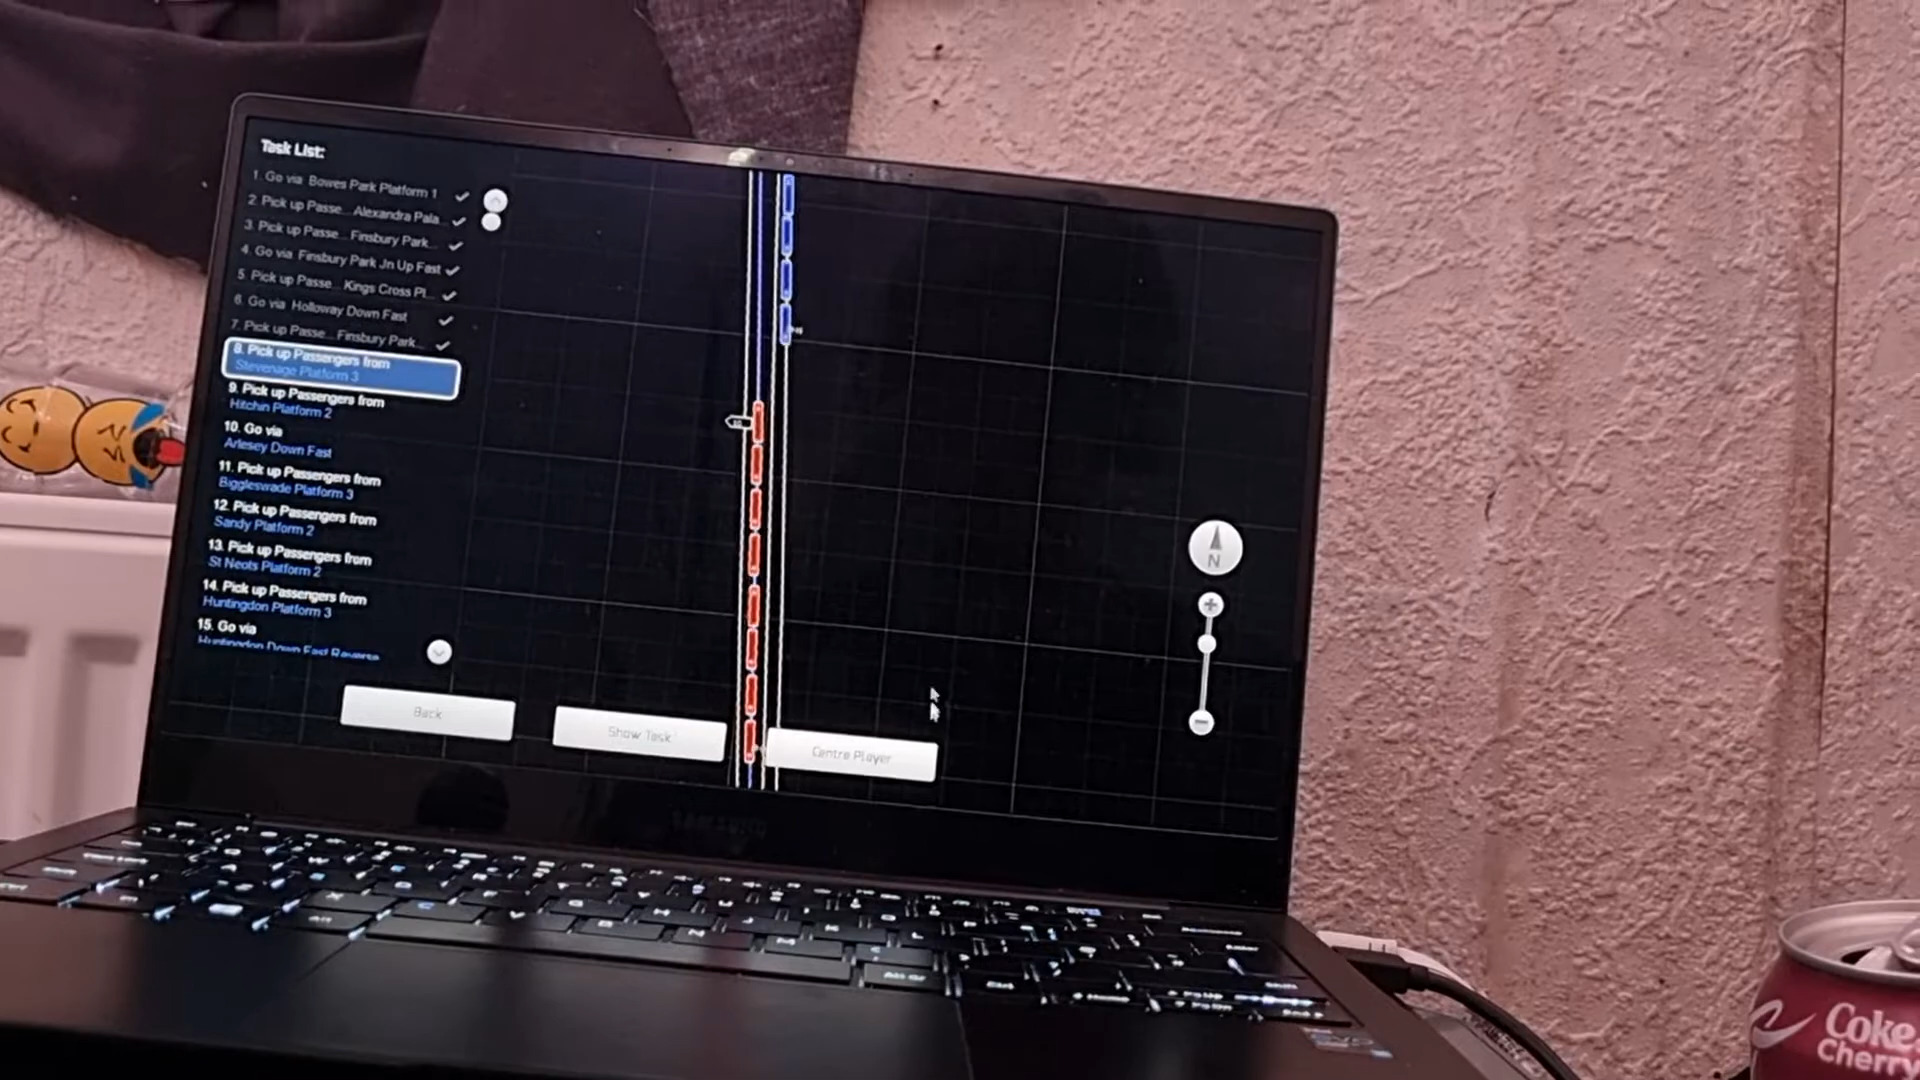 Task List:
1. Go via Bowes Park Platform 1
2. Pick up Passe... Alexandra Pala...
3. Pick up Passe... Finsbury Park...
4. Go via Finsbury Park Jn Up Fast
5. Pick up Passe... Kings Cross Pl...
6. Go via Holloway Down Fast
7. Pick up Passe... Finsbury Park...
8. Pick up Passengers from
Stevenage Platform 3
9. Pick up Passengers from
Hitchin Platform 2
10. Go via
Arlesey Down Fast
11. Pick up Passengers from
Biggleswade Platform 3
12. Pick up Passengers from
Sandy Platform 2
13. Pick up Passengers from
St Neots Platform 2
14. Pick up Passengers from
Huntingdon Platform 3
15. Go via
Huntingdon Down Fast Reverse
Back
Show Task
Centre Player
N
SAMSUNG
Coke
Cherry